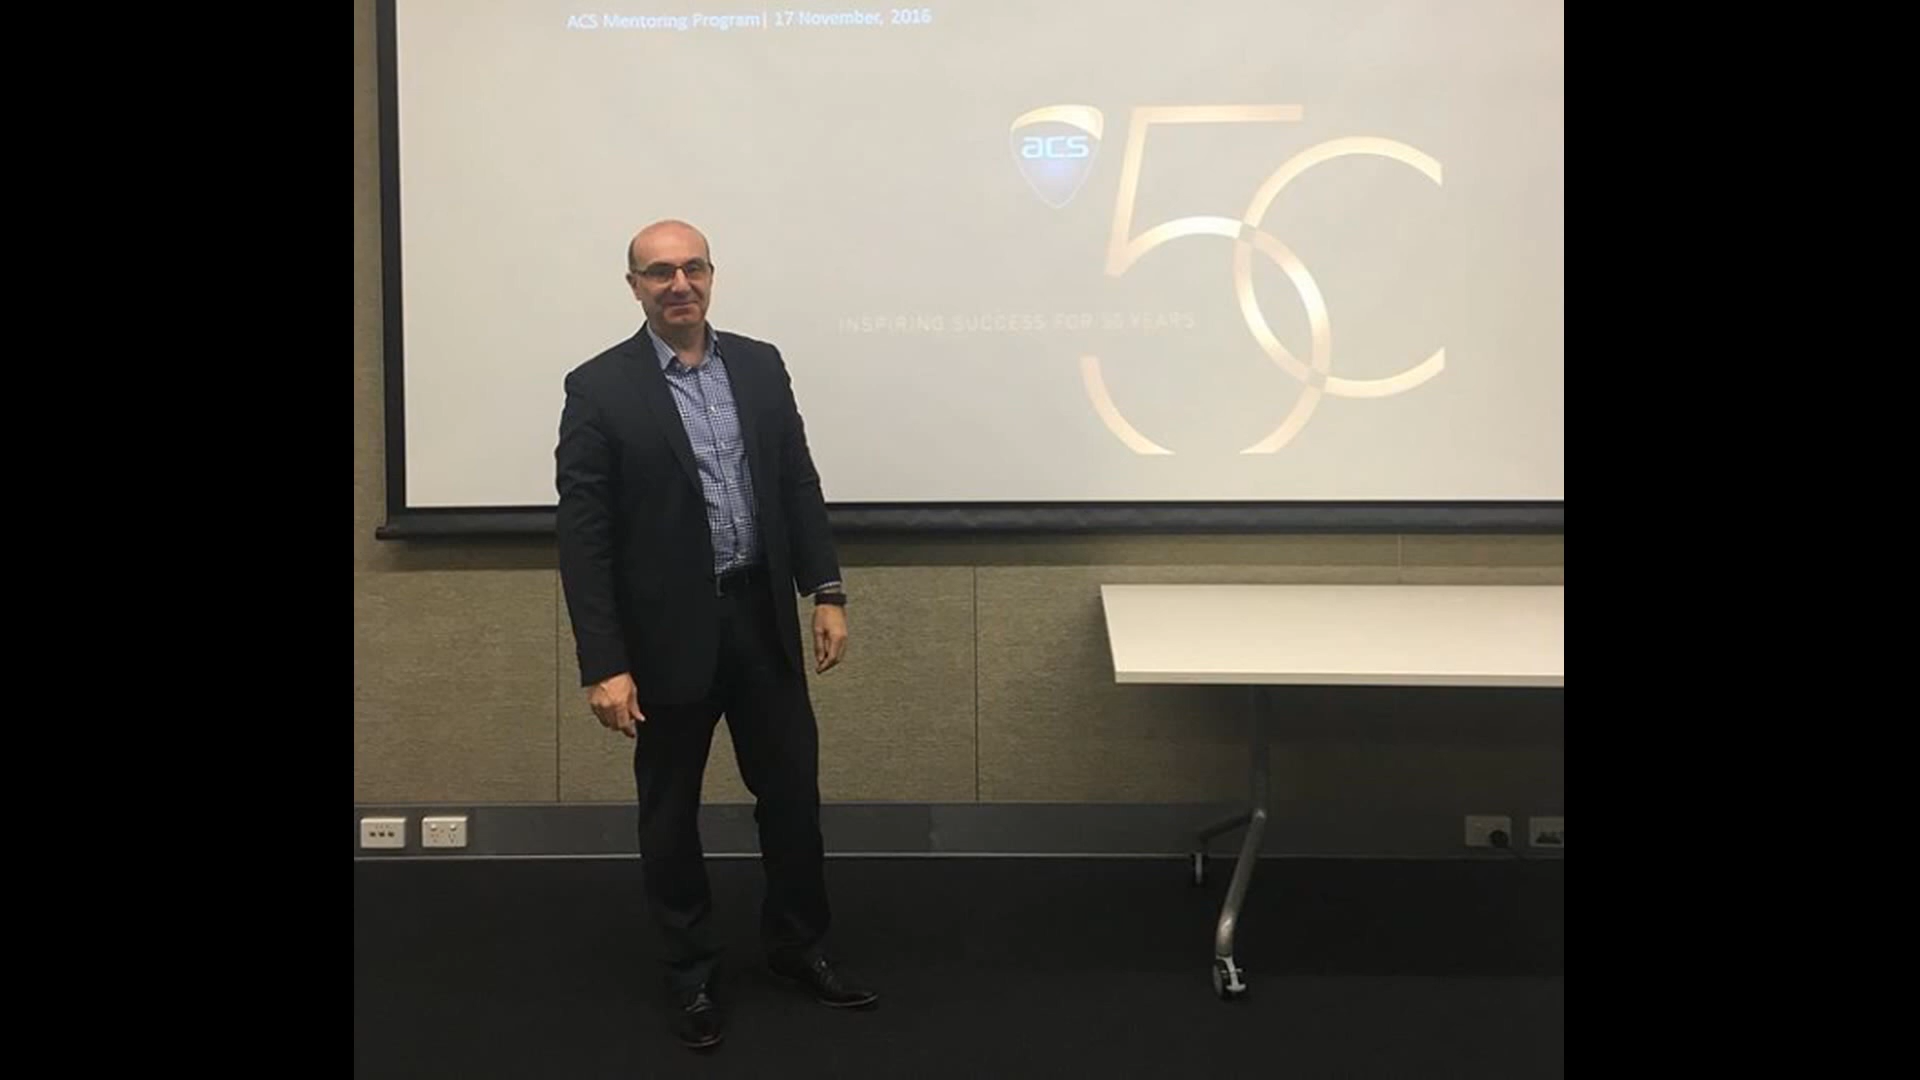 ACS Mentoring Program| 17 November, 2016
acs
50
INSPIRING SUCCESS FOR 50 YEARS